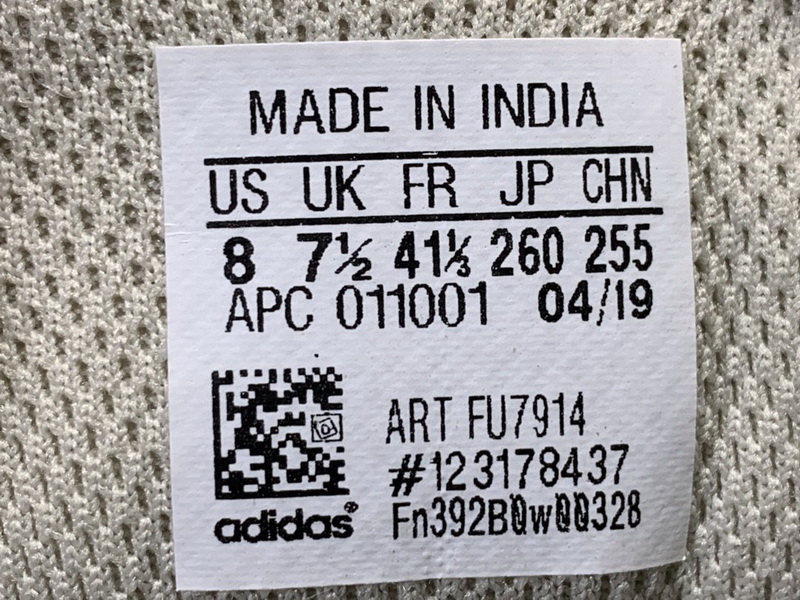 MADE IN INDIA
US UK FR JP CHN
8 7½ 41⅓ 260 255
APC 011001 04/19
ART FU7914
#123178437
adidas® Fn392B0w00328